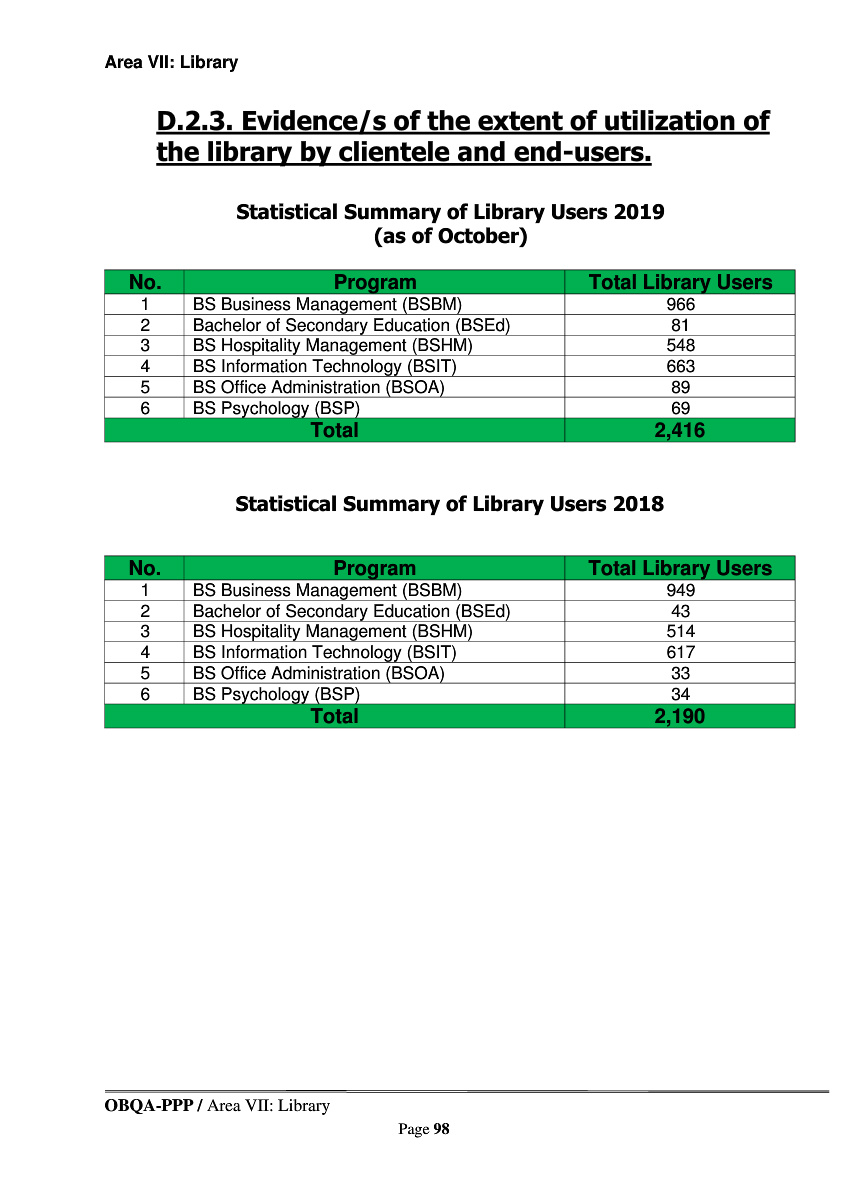 Area VII: Library
D.2.3. Evidence/s of the extent of utilization of
the library by clientele and end-users.
Statistical Summary of Library Users 2019
(as of October)
No. Program Total Library Users
1 BS Business Management (BSBM) 966
2 Bachelor of Secondary Education (BSEd) 81
3 BS Hospitality Management (BSHM) 548
4 BS Information Technology (BSIT) 663
5 BS Office Administration (BSOA) 89
6 BS Psychology (BSP) 69
Total 2,416
Statistical Summary of Library Users 2018
No. Program Total Library Users
1 BS Business Management (BSBM) 949
2 Bachelor of Secondary Education (BSEd) 43
3 BS Hospitality Management (BSHM) 514
4 BS Information Technology (BSIT) 617
5 BS Office Administration (BSOA) 33
6 BS Psychology (BSP) 34
Total 2,190
OBQA-PPP / Area VII: Library
Page 98